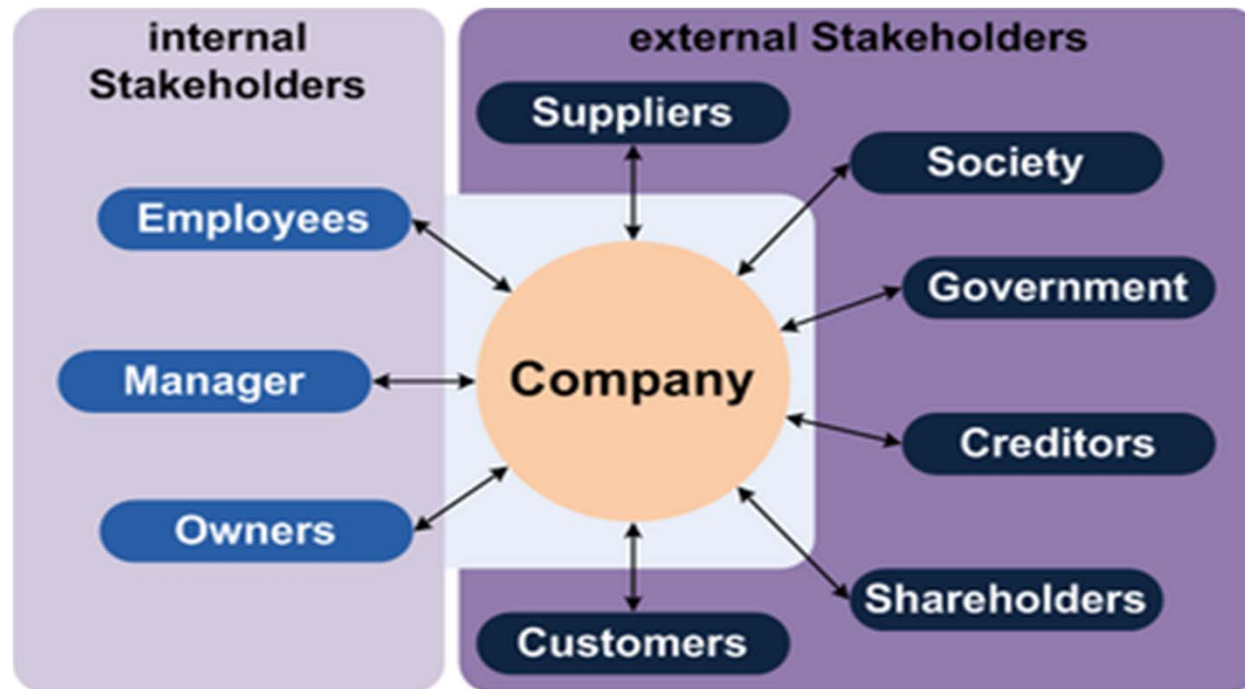 internal
Stakeholders
Employees
Manager
Owners
external Stakeholders
Suppliers
Society
Government
Company
Creditors
Shareholders
Customers